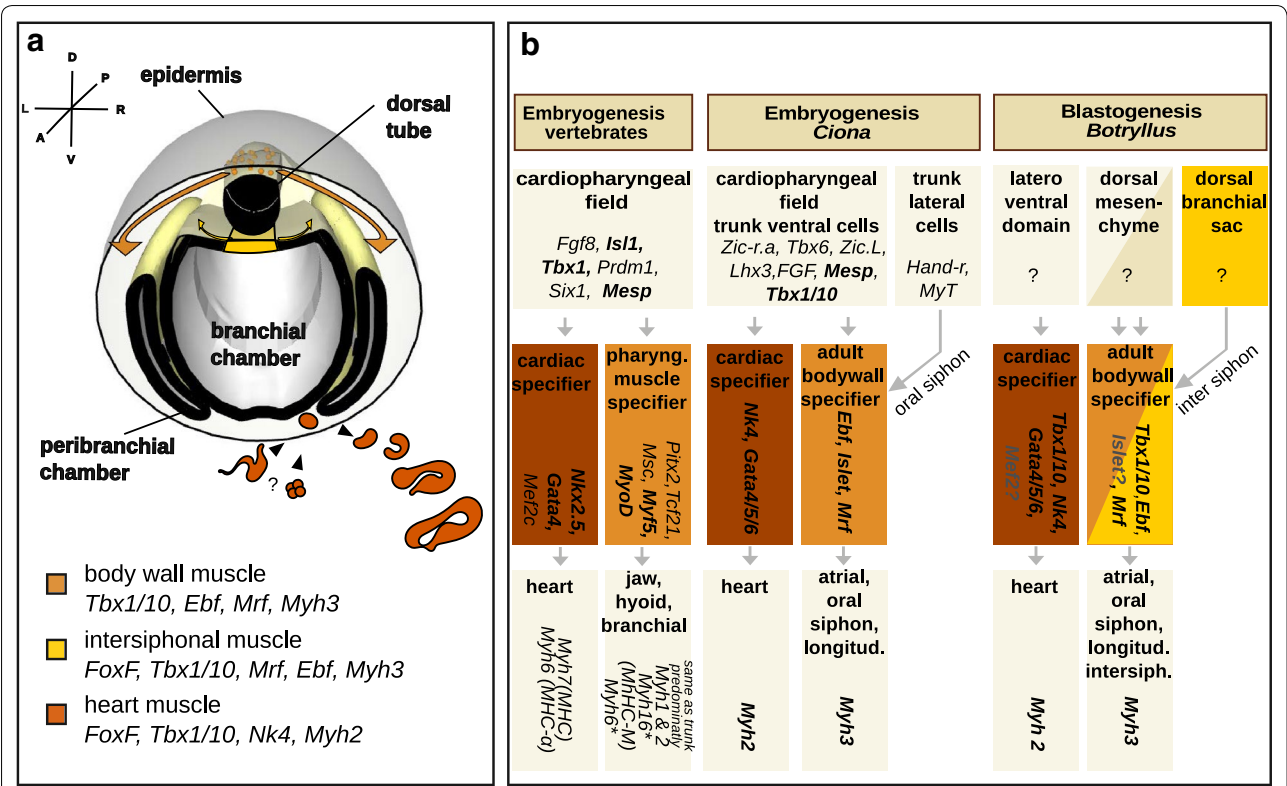 a
D
P
L
R
A
V
epidermis
dorsal
tube
branchial
chamber
peribranchial
chamber
?
body wall muscle
Tbx1/10, Ebf, Mrf, Myh3
intersiphonal muscle
FoxF, Tbx1/10, Mrf, Ebf, Myh3
heart muscle
FoxF, Tbx1/10, Nk4, Myh2
b
Embryogenesis
vertebrates
Embryogenesis
Ciona
Blastogenesis
Botryllus
cardiopharyngeal
field
Fgf8, Isl1,
Tbx1, Prdm1,
Six1, Mesp
cardiopharyngeal
field
trunk ventral cells
Zic-r.a, Tbx6, Zic.L,
Lhx3,FGF, Mesp,
Tbx1/10
trunk
lateral
cells
Hand-r,
MyT
latero
ventral
domain
?
dorsal
mesen-
chyme
?
dorsal
branchial
sac
?
cardiac
specifier
Nkx2.5,
Gata4,
Mef2c
pharyng.
muscle
specifier
Pitx2,Tcf21,
Msc, Myf5,
MyoD
cardiac
specifier
Nk4, Gata4/5/6
adult
bodywall
specifier
Ebf, Islet, Mrf
oral siphon
cardiac
specifier
Tbx1/10, Nk4,
Gata4/5/6,
Mef2?
adult
bodywall
specifier
Tbx1/10,Ebf,
Islet?, Mrf
inter siphon
heart
Myh7(MHC)
Myh6 (MHC-α)
jaw,
hyoid,
branchial
same as trunk
predominatly
Myh1 & 2
Myh16*
(MhHC-M)
Myh6*
heart
Myh2
atrial,
oral
siphon,
longitud.
Myh3
heart
Myh 2
atrial,
oral
siphon,
longitud.
intersiph.
Myh3